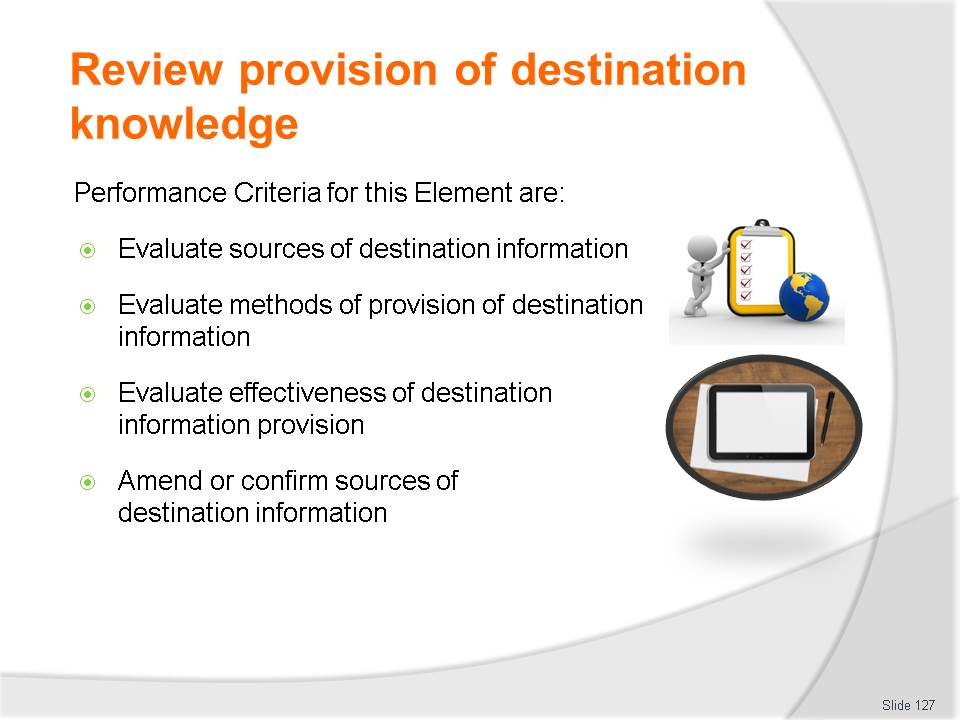 Review provision of destination
knowledge
Performance Criteria for this Element are:
Evaluate sources of destination information
Evaluate methods of provision of destination
information
Evaluate effectiveness of destination
information provision
Amend or confirm sources of
destination information
Slide 127